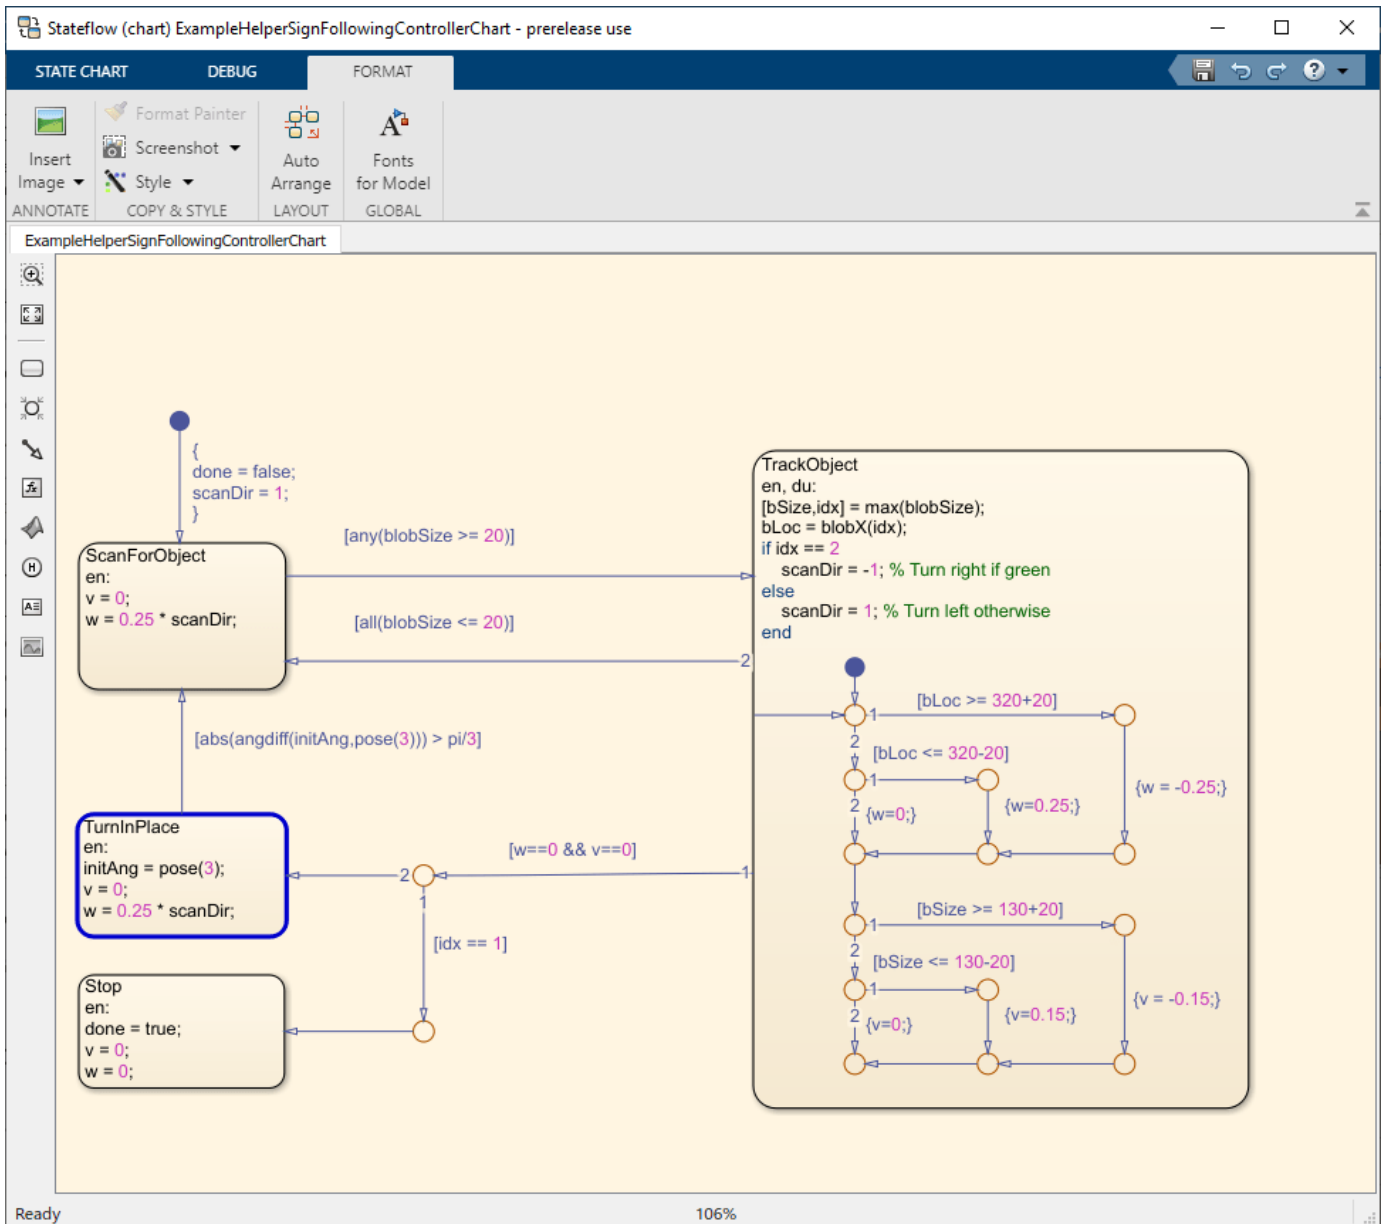 Stateflow (chart) ExampleHelperSignFollowingControllerChart - prerelease use
STATE CHART
DEBUG
FORMAT
Insert
Image
Format Painter
Screenshot
Style
Auto
Arrange
Fonts
for Model
ANNOTATE
COPY & STYLE
LAYOUT
GLOBAL
ExampleHelperSignFollowingControllerChart
{
done = false;
scanDir = 1;
}
ScanForObject
en:
v = 0;
w = 0.25 * scanDir;
[any(blobSize >= 20)]
[all(blobSize <= 20)]
2
TrackObject
en, du:
[bSize,idx] = max(blobSize);
bLoc = blobX(idx);
if idx == 2
scanDir = -1; % Turn right if green
else
scanDir = 1; % Turn left otherwise
end
1
[bLoc >= 320+20]
2
[bLoc <= 320-20]
1
2
{w=0;}
{w=0.25;}
{w = -0.25;}
1
[bSize >= 130+20]
2
[bSize <= 130-20]
1
2
{v=0;}
{v=0.15;}
{v = -0.15;}
[abs(angdiff(initAng,pose(3))) > pi/3]
TurnInPlace
en:
initAng = pose(3);
v = 0;
w = 0.25 * scanDir;
[w==0 && v==0]
1
2
1
[idx == 1]
Stop
en:
done = true;
v = 0;
w = 0;
Ready
106%